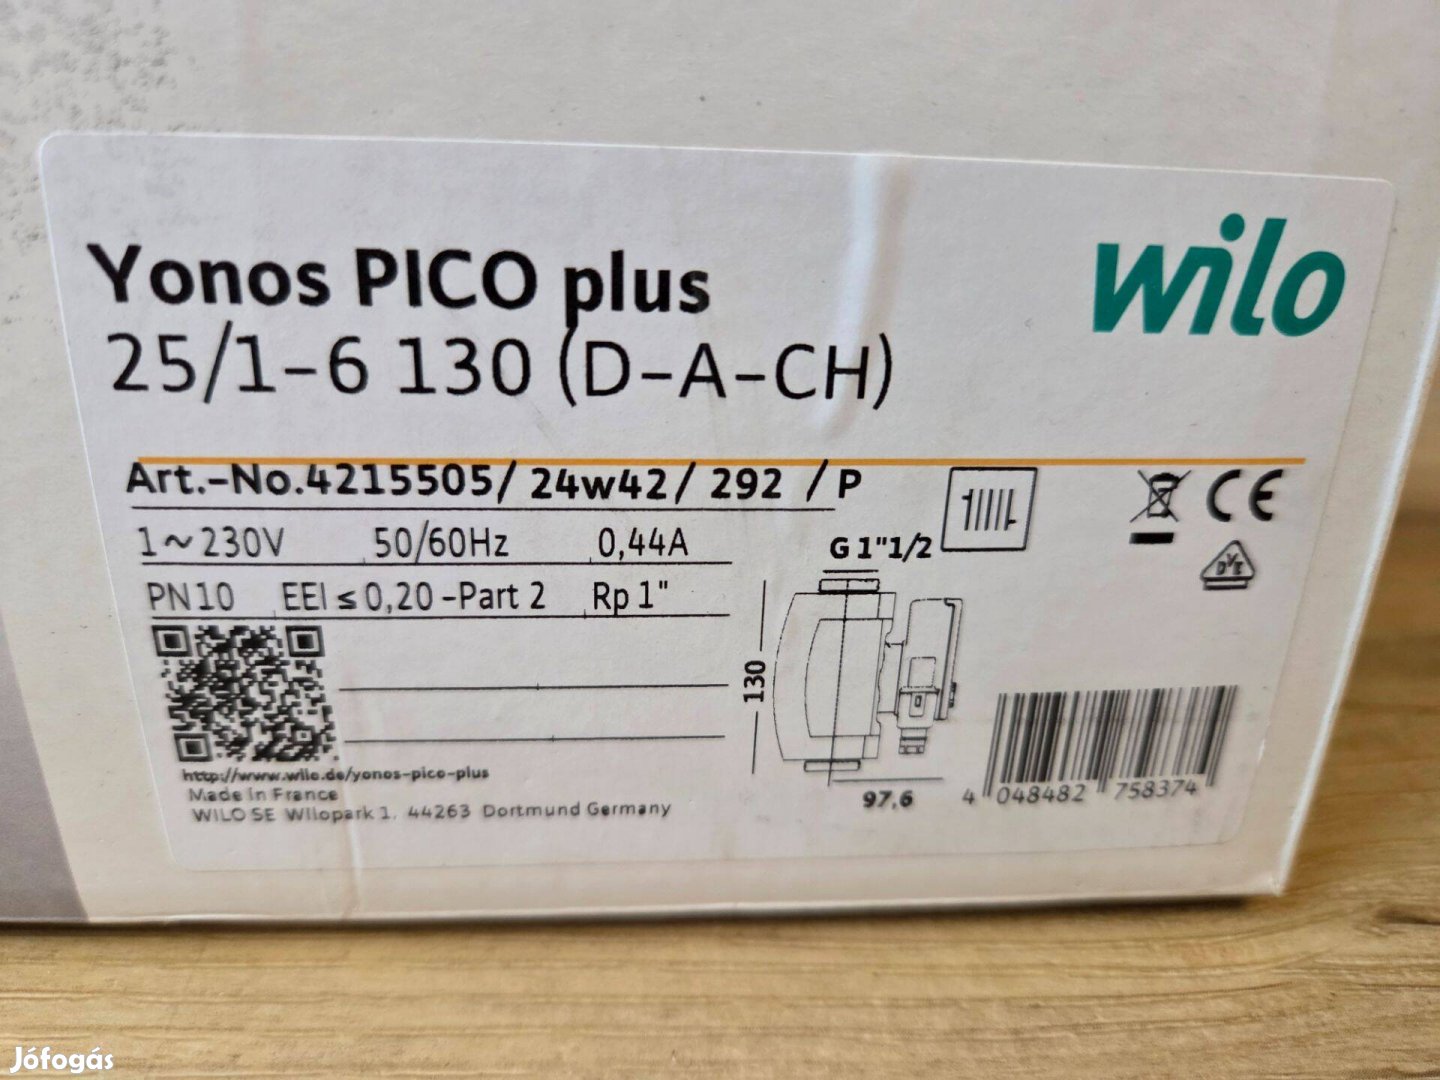 wilo
Yonos PICO plus
25/1-6 130 (D-A-CH)
Art.-No.4215505/ 24w42/ 292 /P
1~230V 50/60Hz 0,44A
PN10 EEI ≤ 0,20-Part 2 Rp 1"
G 1"1/2
CE
DVE
130
97,6
4 048482 758374
http://www.wilo.de/yonos-pico-plus
Made in France
WILO SE Wilopark 1, 44263 Dortmund Germany
Jófogás